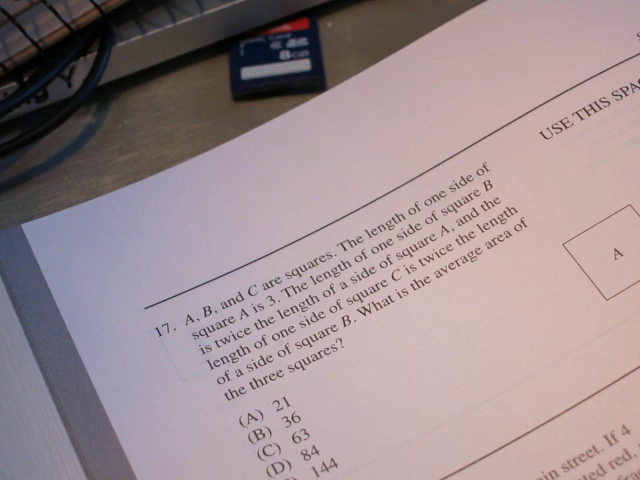 8GB
USE THIS SPA
17. A, B, and C are squares. The length of one side of
square A is 3. The length of one side of square B
is twice the length of a side of square A, and the
length of one side of square C is twice the length
of a side of square B. What is the average area of
the three squares?
(A) 21
(B) 36
(C) 63
(D) 84
144
A
in street. If 4
ted red,